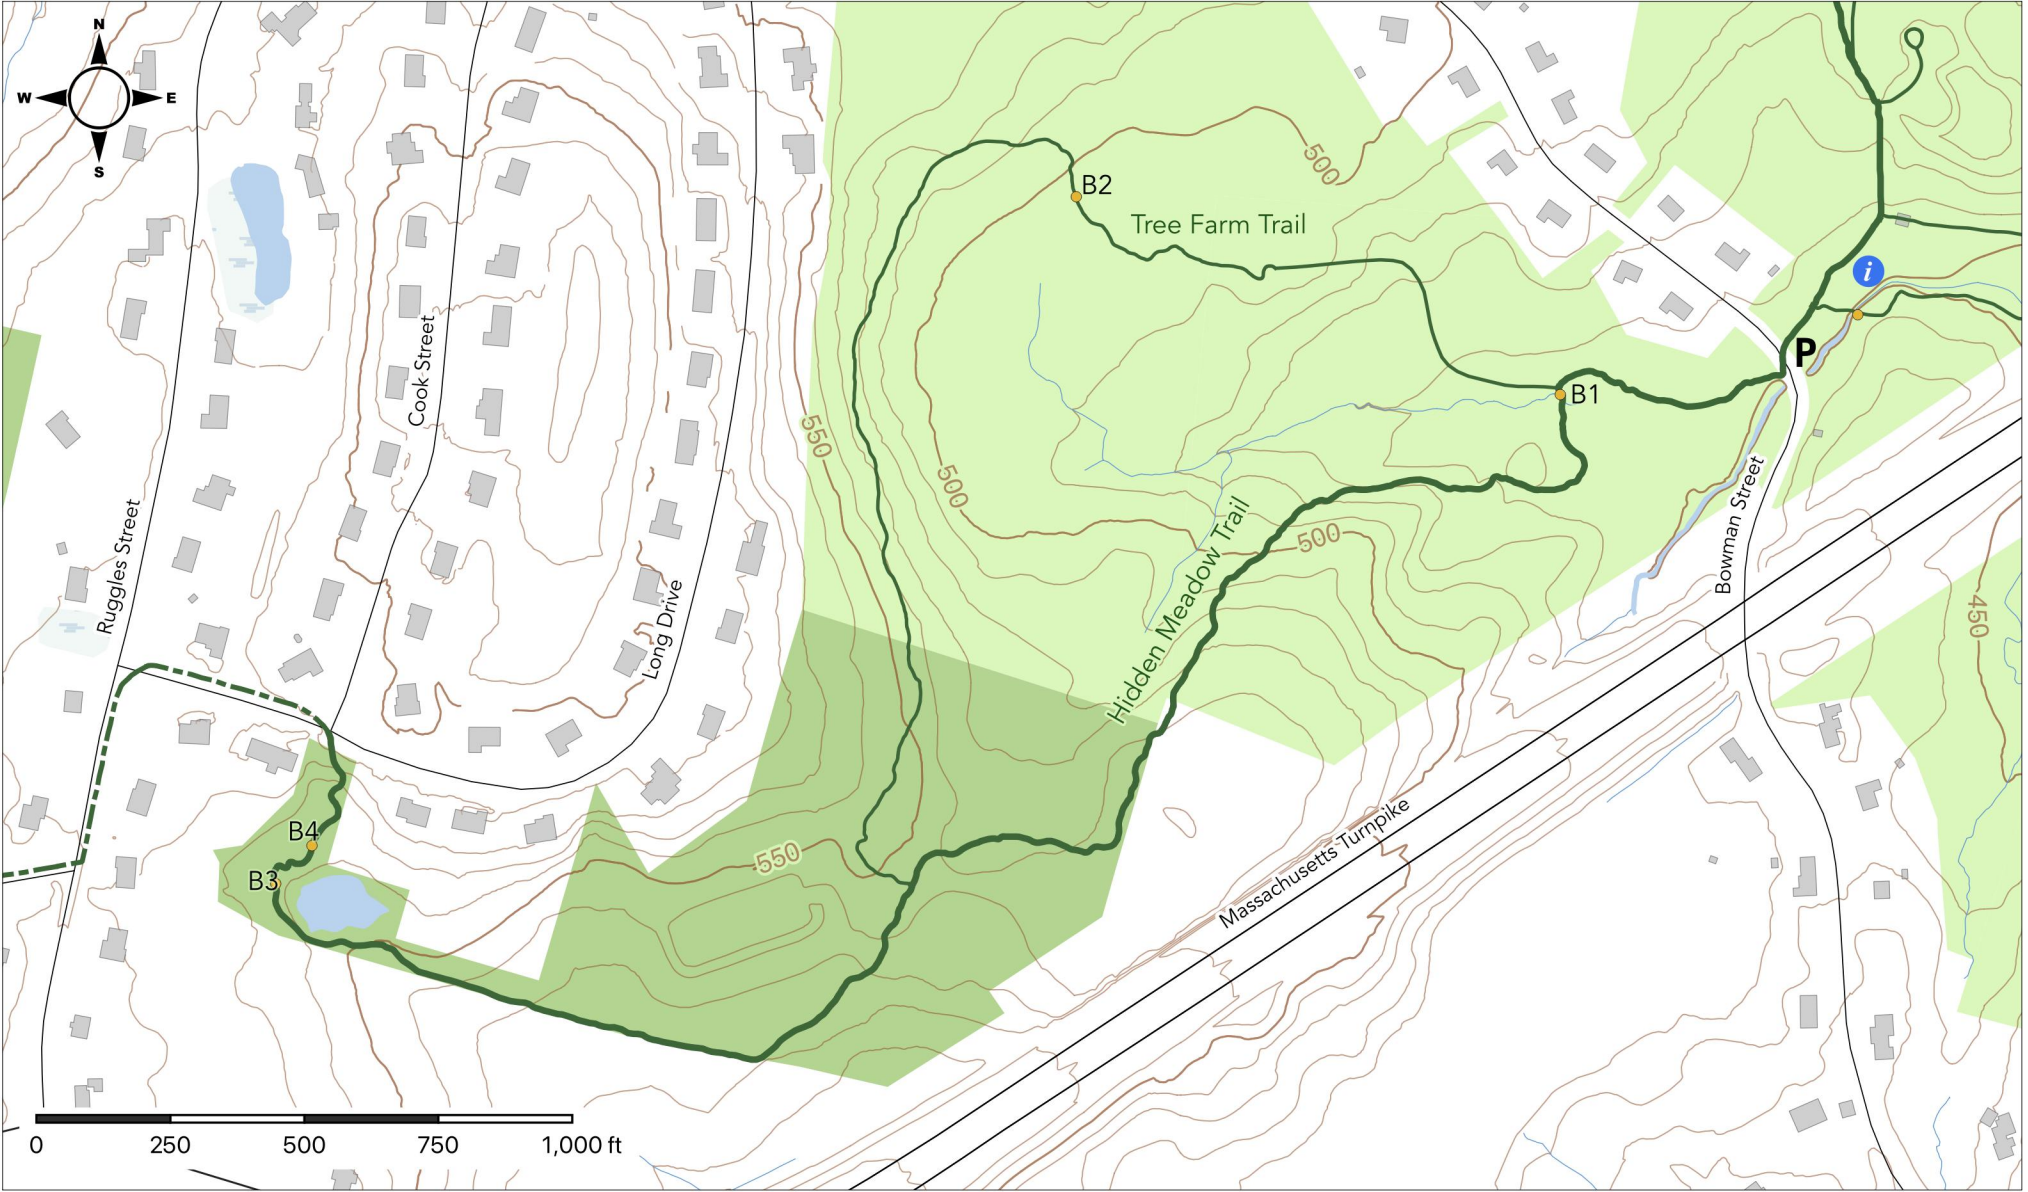 N
W E
S
500
B2
Tree Farm Trail
i
P
Cook Street
B1
550
500
Ruggles Street
Bowman Street
500
Hidden Meadow Trail
450
Long Drive
B4
550
B3
Massachusetts Turnpike
0 250 500 750 1,000 ft